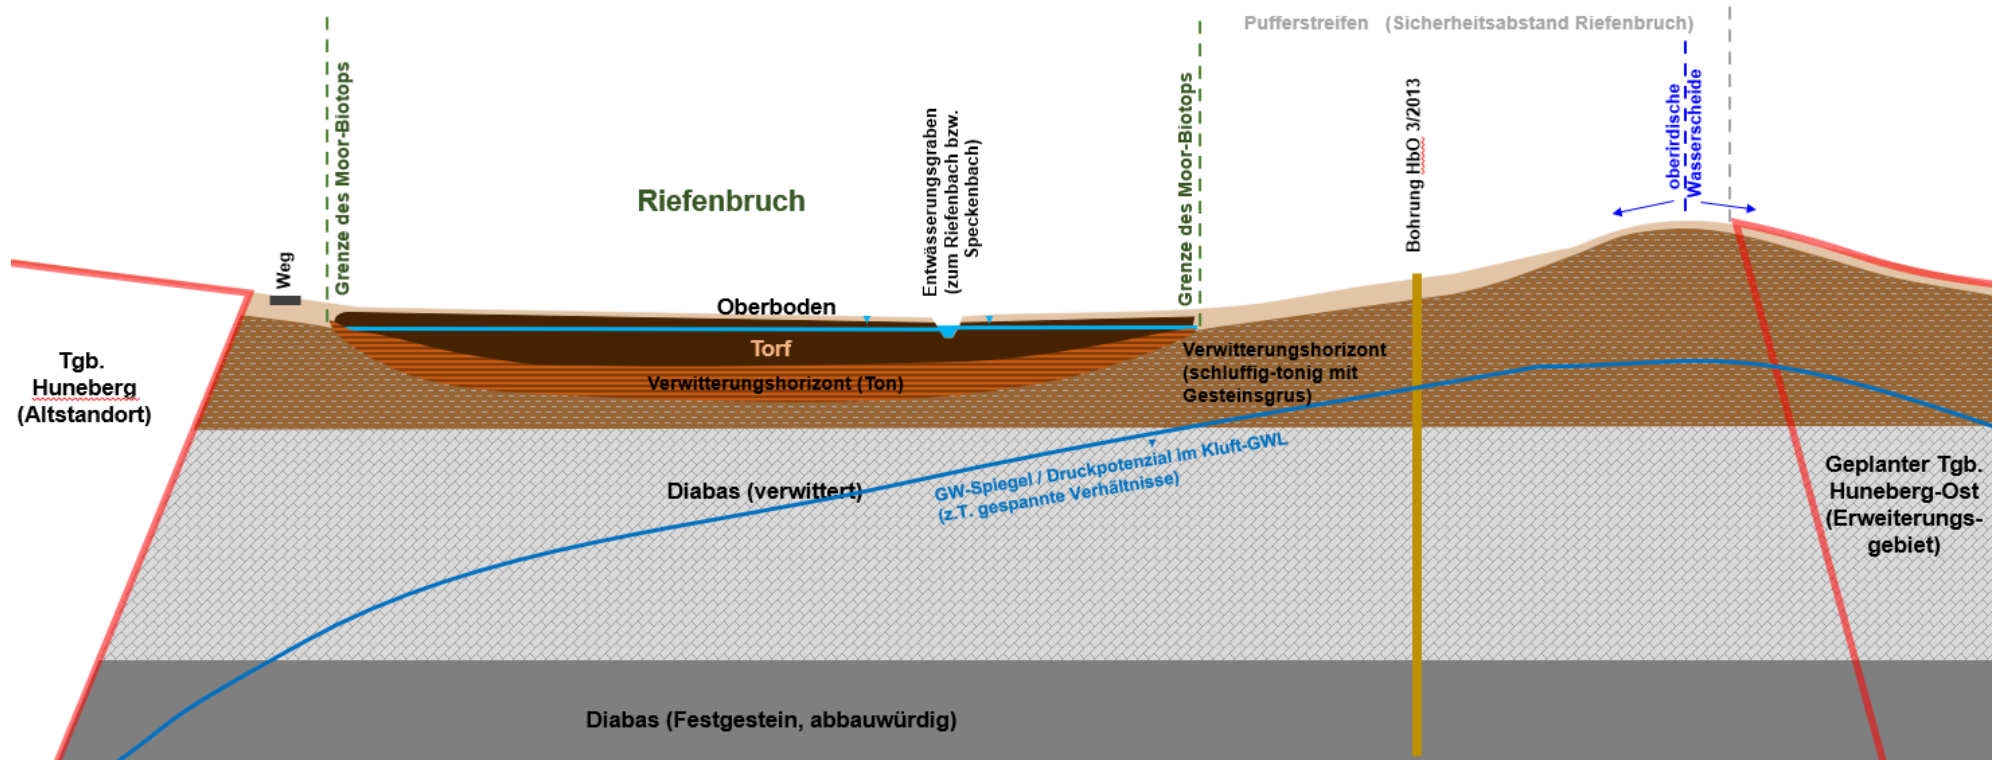 Pufferstreifen (Sicherheitsabstand Riefenbruch)
Grenze des Moor-Biotops
Grenze des Moor-Biotops
oberirdische
Wasserscheide
Bohrung HbO 3/2013
Entwässerungsgraben
(zum Riefenbach bzw.
Speckenbach)
Riefenbruch
Weg
Oberboden
Torf
Verwitterungshorizont (Ton)
Verwitterungshorizont
(schluffig-tonig mit
Gesteinsgrus)
Tgb.
Huneberg
(Altstandort)
GW-Spiegel / Druckpotenzial im Kluft-GWL
(z.T. gespannte Verhältnisse)
Diabas (verwittert)
Geplanter Tgb.
Huneberg-Ost
(Erweiterungs-
gebiet)
Diabas (Festgestein, abbauwürdig)